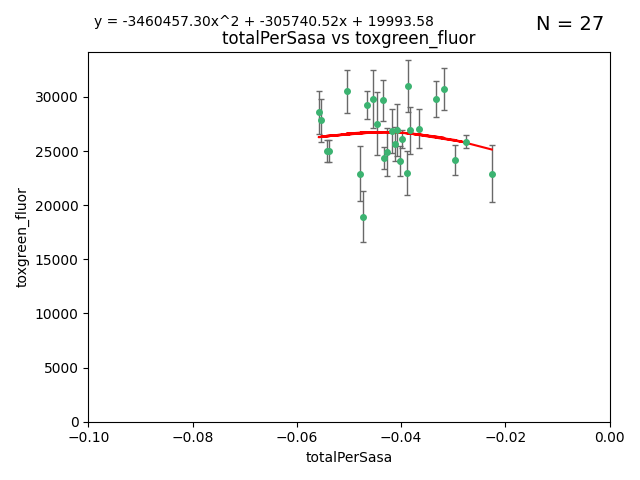 y = -3460457.30x^2 + -305740.52x + 19993.58
N = 27
totalPerSasa vs toxgreen_fluor
30000
25000
20000
15000
10000
5000
0
toxgreen_fluor
−0.10
−0.08
−0.06
−0.04
−0.02
0.00
totalPerSasa